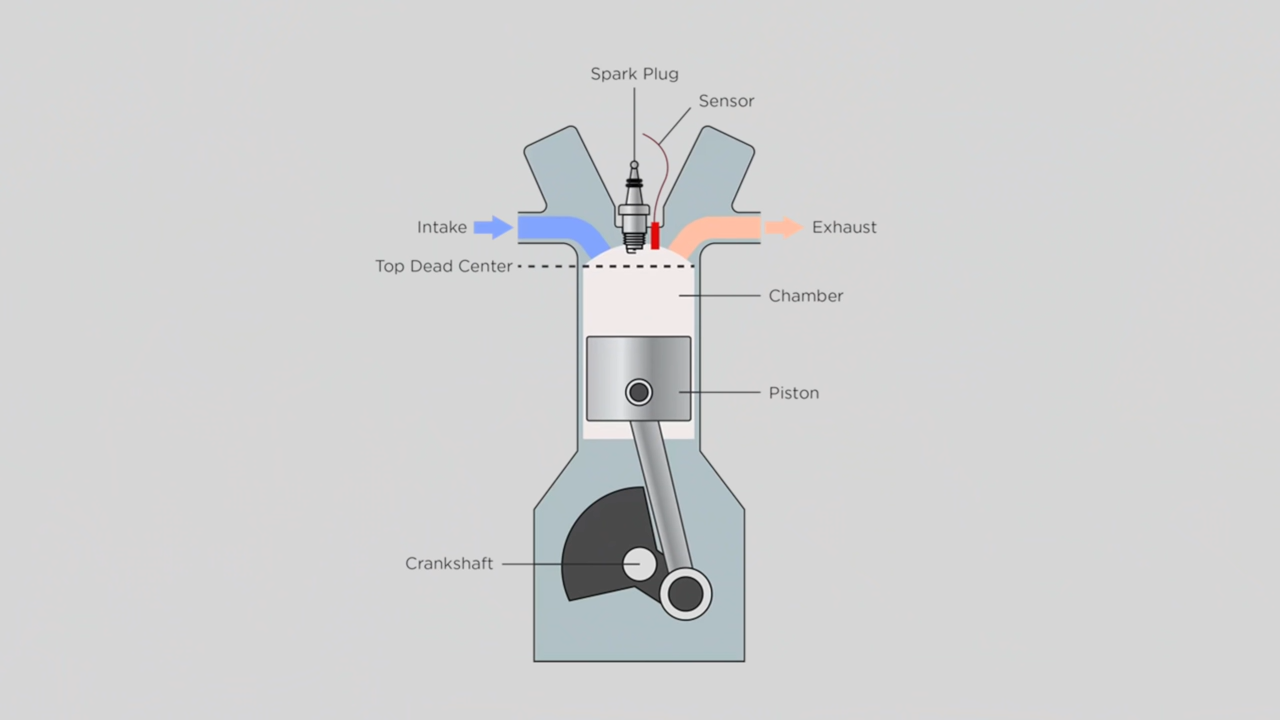 Spark Plug
Sensor
Intake
Exhaust
Top Dead Center
Chamber
Piston
Crankshaft